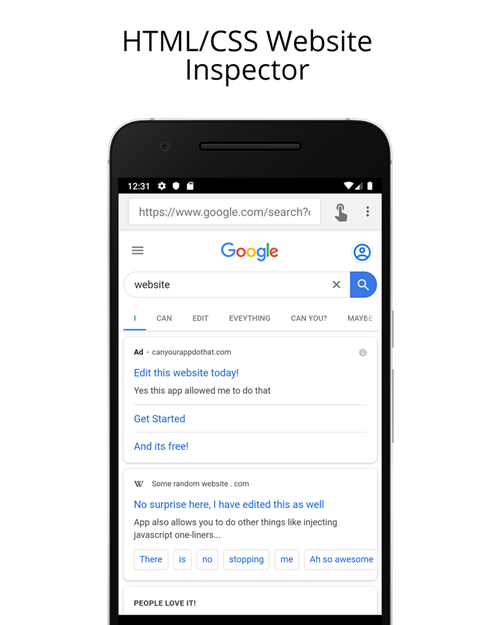 HTML/CSS Website
Inspector
12:31
https://www.google.com/search?
Google
website
I CAN EDIT EVEYTHING CAN YOU? MAYBE
Ad · canyourappdothat.com
Edit this website today!
Yes this app allowed me to do that
Get Started
And its free!
W Some random website . com
No surprise here, I have edited this as well
App also allows you to do other things like injecting
javascript one-liners...
There is no stopping me Ah so awesome
PEOPLE LOVE IT!